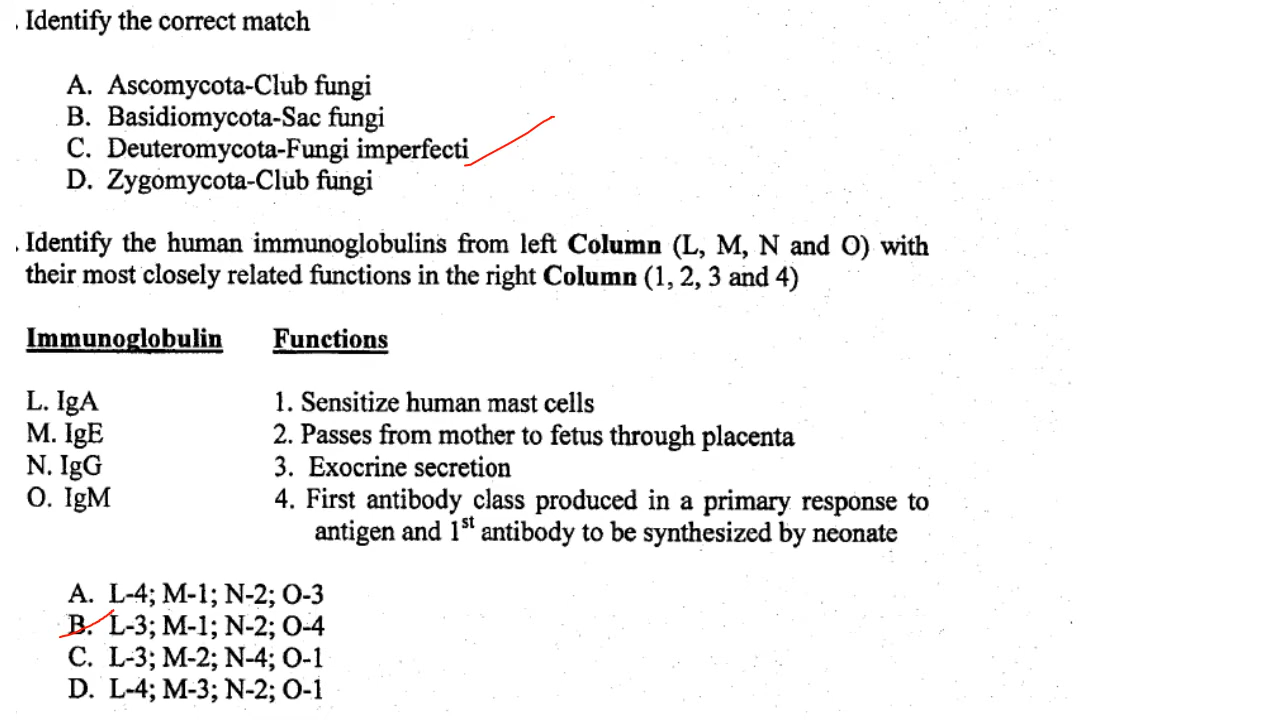 . Identify the correct match
A. Ascomycota-Club fungi
B. Basidiomycota-Sac fungi
C. Deuteromycota-Fungi imperfecti
D. Zygomycota-Club fungi
. Identify the human immunoglobulins from left Column (L, M, N and O) with
their most closely related functions in the right Column (1, 2, 3 and 4)
Immunoglobulin Functions
L. IgA 1. Sensitize human mast cells
M. IgE 2. Passes from mother to fetus through placenta
N. IgG 3. Exocrine secretion
O. IgM 4. First antibody class produced in a primary response to
antigen and 1st antibody to be synthesized by neonate
A. L-4; M-1; N-2; O-3
B. L-3; M-1; N-2; O-4
C. L-3; M-2; N-4; O-1
D. L-4; M-3; N-2; O-1